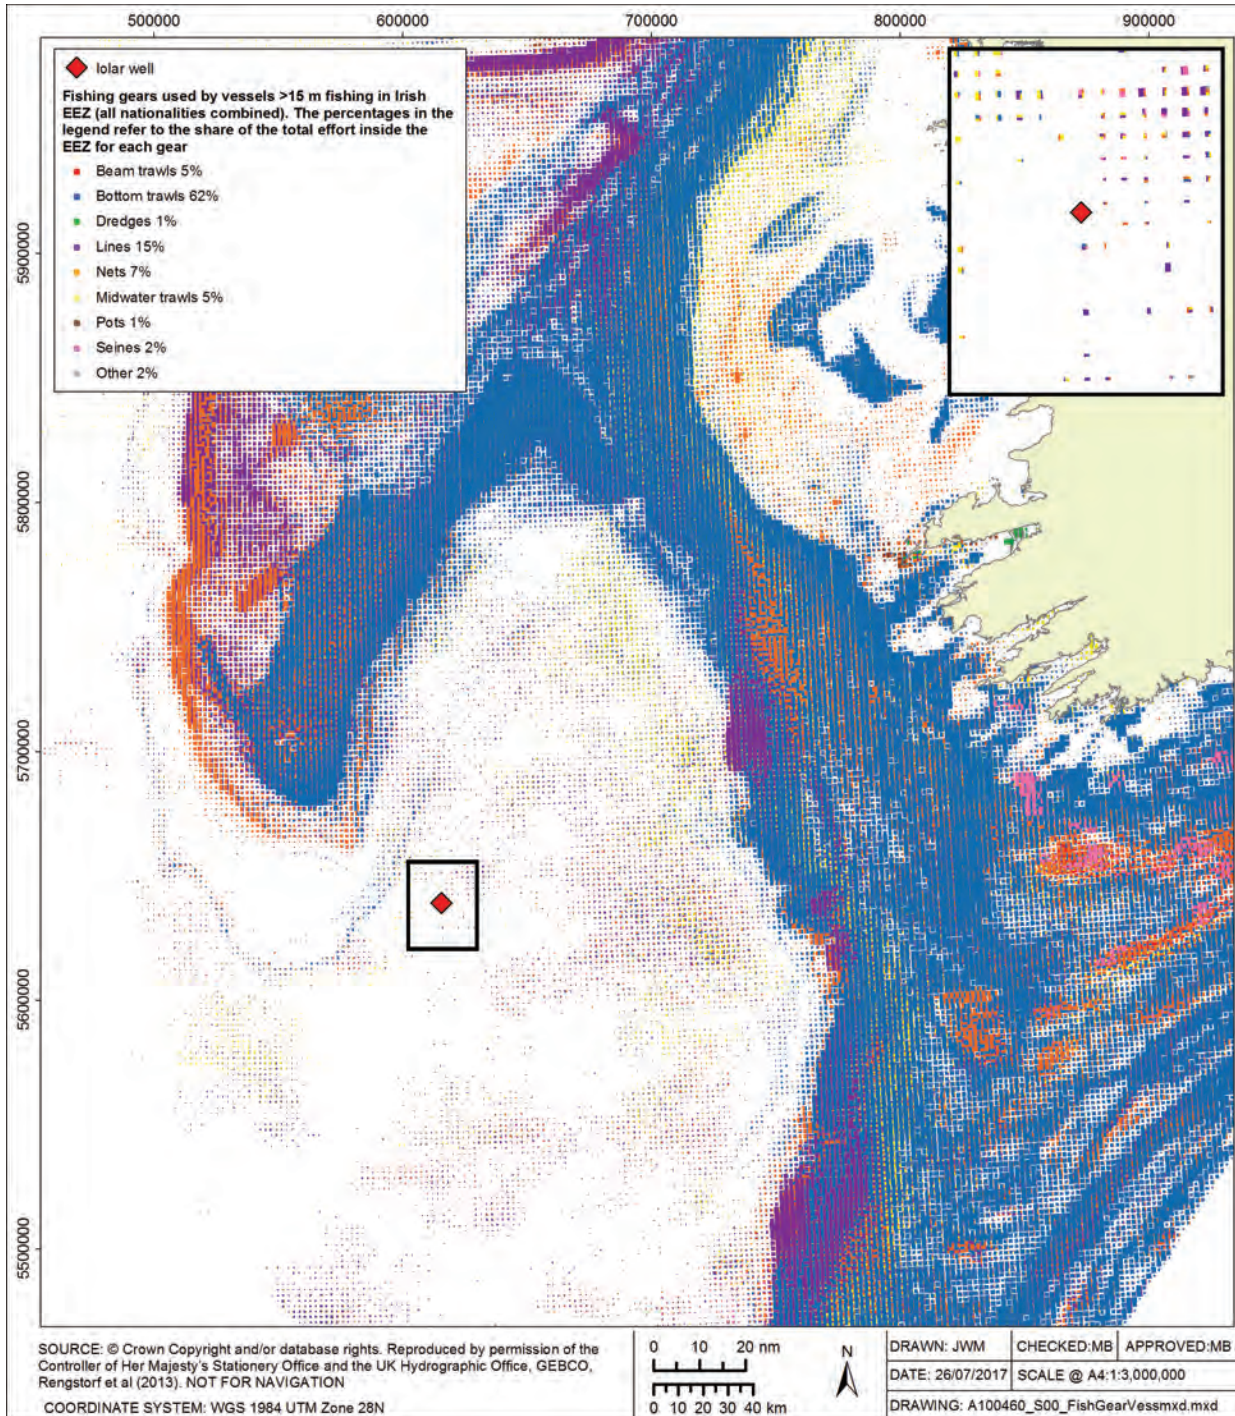 500000 600000 700000 800000 900000
Iolar well
Fishing gears used by vessels >15 m fishing in Irish
EEZ (all nationalities combined). The percentages in the
legend refer to the share of the total effort inside the
EEZ for each gear
Beam trawls 5%
Bottom trawls 62%
Dredges 1%
Lines 15%
Nets 7%
Midwater trawls 5%
Pots 1%
Seines 2%
Other 2%
5900000
5800000
5700000
5600000
5500000
SOURCE: © Crown Copyright and/or database rights. Reproduced by permission of the
Controller of Her Majesty's Stationery Office and the UK Hydrographic Office, GEBCO,
Rengstorf et al (2013). NOT FOR NAVIGATION
COORDINATE SYSTEM: WGS 1984 UTM Zone 28N
0 10 20 nm
0 10 20 30 40 km
N
DRAWN: JWM CHECKED:MB APPROVED:MB
DATE: 26/07/2017 SCALE @ A4:1:3,000,000
DRAWING: A100460_S00_FishGearVessmxd.mxd